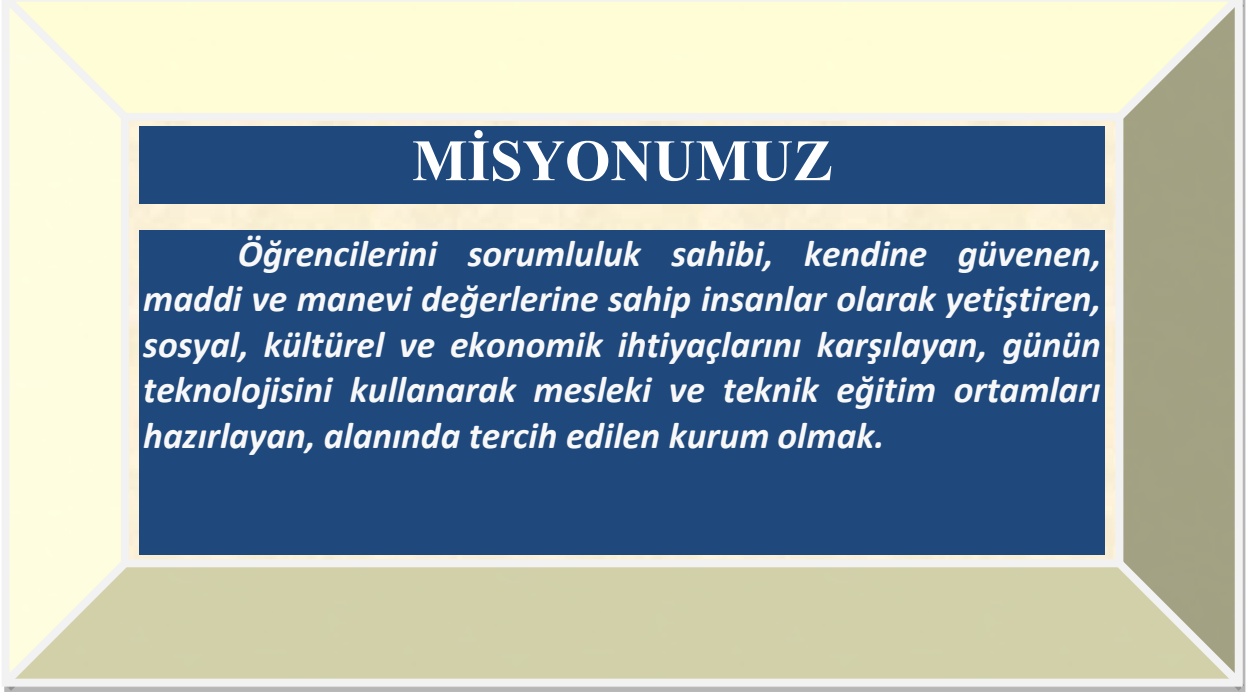 MİSYONUMUZ
Öğrencilerini sorumluluk sahibi, kendine güvenen,
maddi ve manevi değerlerine sahip insanlar olarak yetiştiren,
sosyal, kültürel ve ekonomik ihtiyaçlarını karşılayan, günün
teknolojisini kullanarak mesleki ve teknik eğitim ortamları
hazırlayan, alanında tercih edilen kurum olmak.